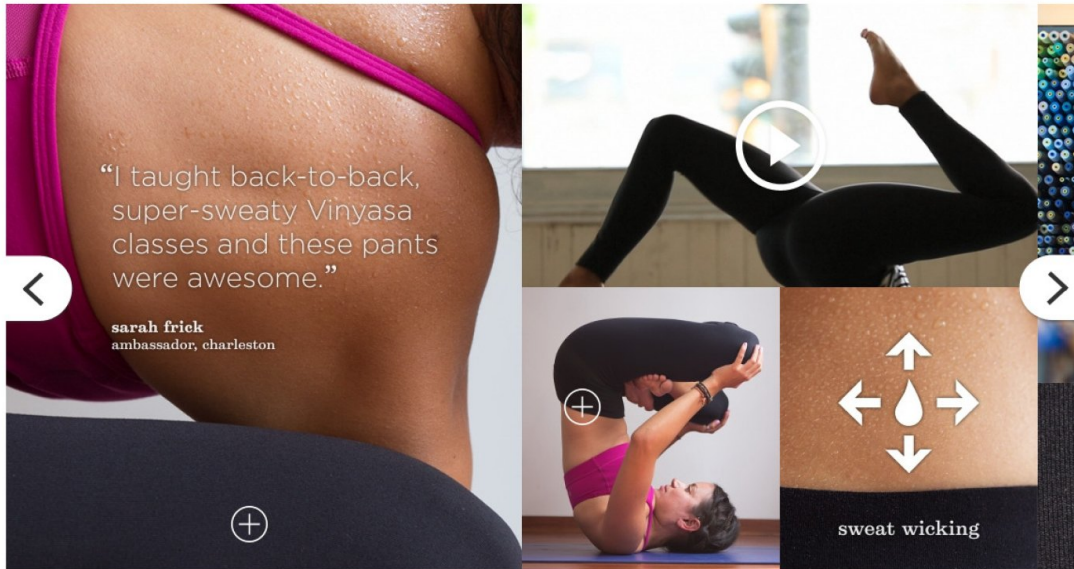 “I taught back-to-back,
super-sweaty Vinyasa
classes and these pants
were awesome.”
sarah frick
ambassador, charleston
sweat wicking